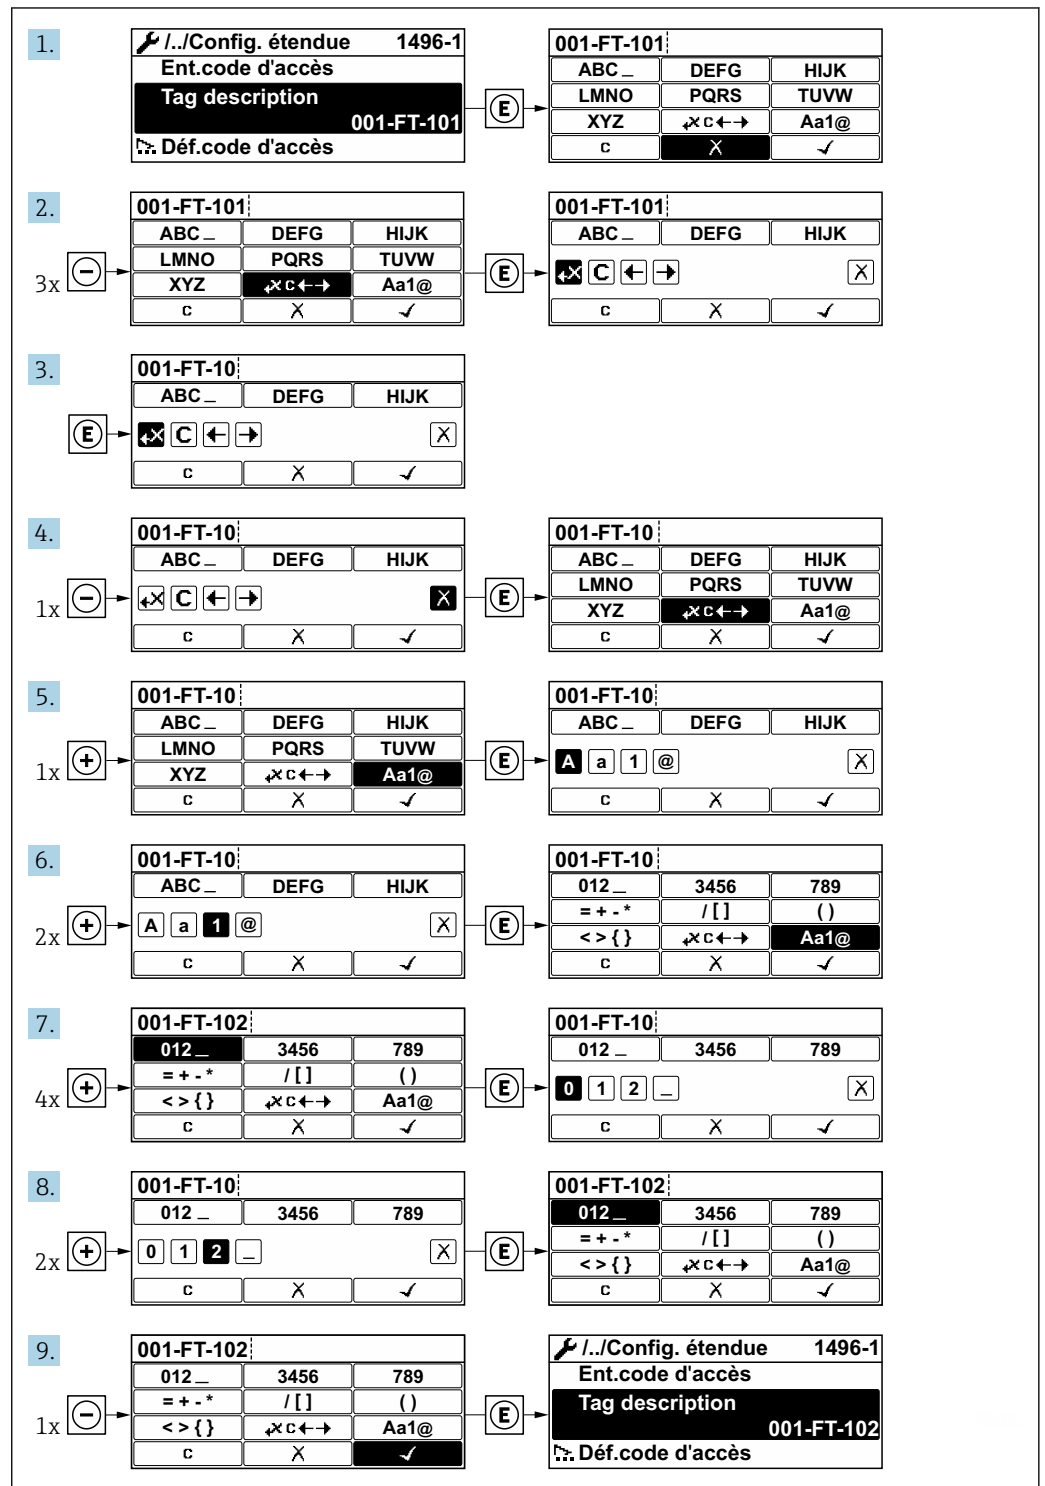 1.
/../Config. étendue 1496-1
Ent.code d'accès
Tag description
001-FT-101
Déf.code d'accès
E
001-FT-101
ABC_ DEFG HIJK
LMNO PQRS TUVW
XYZ C←→ Aa1@
C X ✓
2.
3x −
001-FT-101
ABC_ DEFG HIJK
LMNO PQRS TUVW
XYZ C←→ Aa1@
C X ✓
E
001-FT-101
ABC_ DEFG HIJK
C ← → X
C X ✓
3.
E
001-FT-10
ABC_ DEFG HIJK
C ← → X
C X ✓
4.
1x −
001-FT-10
ABC_ DEFG HIJK
C ← → X
C X ✓
E
001-FT-10
ABC_ DEFG HIJK
LMNO PQRS TUVW
XYZ C←→ Aa1@
C X ✓
5.
1x +
001-FT-10
ABC_ DEFG HIJK
LMNO PQRS TUVW
XYZ C←→ Aa1@
C X ✓
E
001-FT-10
ABC_ DEFG HIJK
A a 1 @ X
C X ✓
6.
2x +
001-FT-10
ABC_ DEFG HIJK
A a 1 @ X
C X ✓
E
001-FT-10
012_ 3456 789
= + - * / [ ] ( )
< > { } C←→ Aa1@
C X ✓
7.
4x +
001-FT-102
012_ 3456 789
= + - * / [ ] ( )
< > { } C←→ Aa1@
C X ✓
E
001-FT-10
012 _ 3456 789
0 1 2 _ X
C X ✓
8.
2x +
001-FT-10
012 _ 3456 789
0 1 2 _ X
C X ✓
E
001-FT-102
012_ 3456 789
= + - * / [ ] ( )
< > { } C←→ Aa1@
C X ✓
9.
1x −
001-FT-102
012_ 3456 789
= + - * / [ ] ( )
< > { } C←→ Aa1@
C X ✓
E
/../Config. étendue 1496-1
Ent.code d'accès
Tag description
001-FT-102
Déf.code d'accès